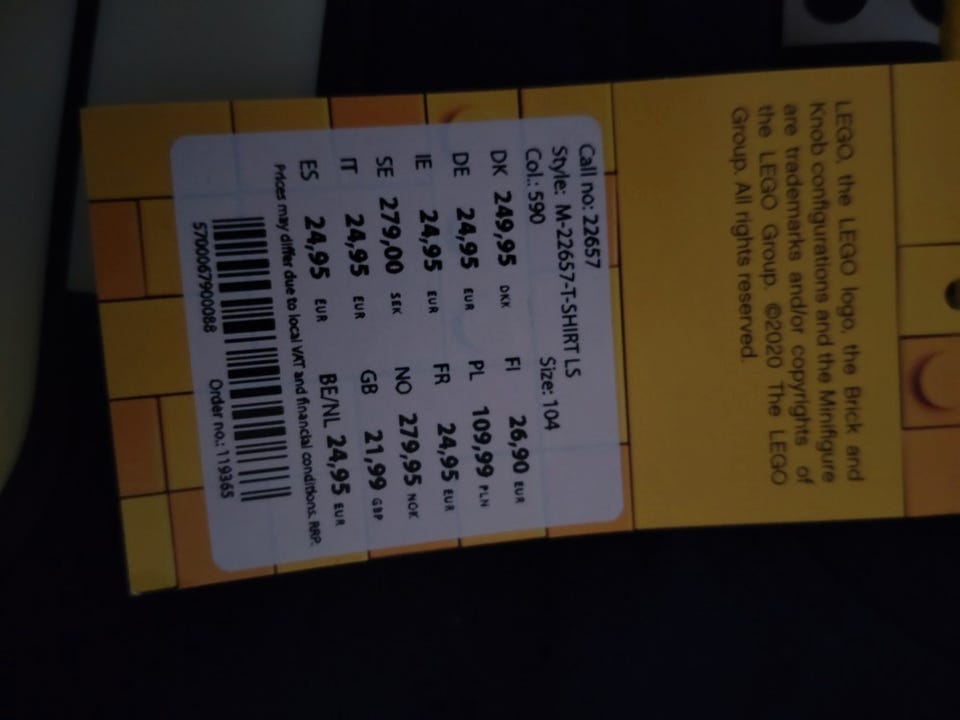 LEGO, the LEGO logo, the Brick and
Knob configurations and the Minifigure
are trademarks and/or copyrights of
the LEGO Group. ©2020 The LEGO
Group. All rights reserved.
Call no: 22657
Style: M-22657-T-SHIRT LS
Col.: 590 Size: 104
DK 249,95 DKK FI 26,90 EUR
DE 24,95 EUR PL 109,99 PLN
IE 24,95 EUR FR 24,95 EUR
SE 279,00 SEK NO 279,95 NOK
IT 24,95 EUR GB 21,99 GBP
ES 24,95 EUR BE/NL 24,95 EUR
Prices may differ due to local VAT and financial conditions. RRP.
5700067900088 Order no.: 119365